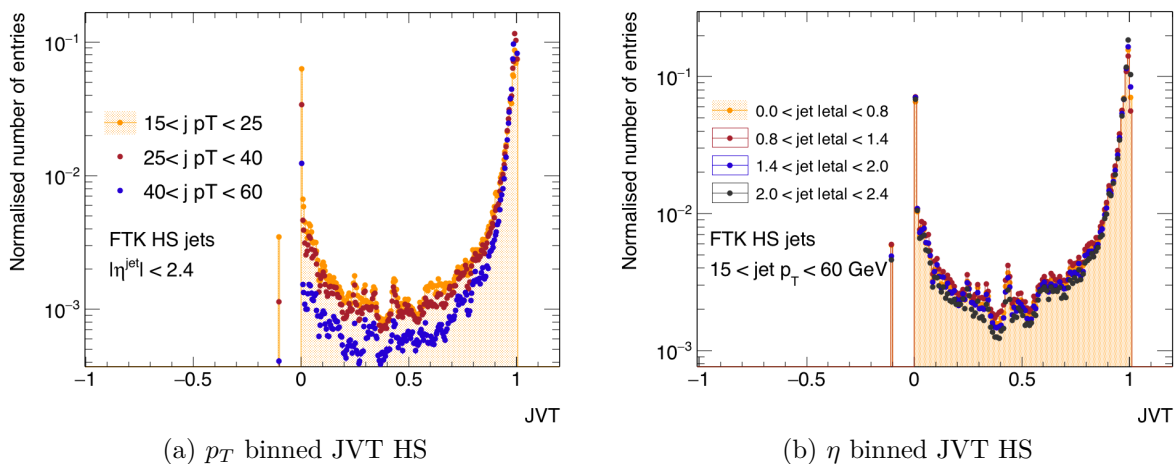 Normalised number of entries
10⁻¹
10⁻²
10⁻³
15< j pT < 25
25< j pT < 40
40< j pT < 60
FTK HS jets
|η^jet| < 2.4
−1 −0.5 0 0.5 1
JVT
(a) p_T binned JVT HS
Normalised number of entries
10⁻¹
10⁻²
10⁻³
0.0 < jet letal < 0.8
0.8 < jet letal < 1.4
1.4 < jet letal < 2.0
2.0 < jet letal < 2.4
FTK HS jets
15 < jet p_T < 60 GeV
−1 −0.5 0 0.5 1
JVT
(b) η binned JVT HS